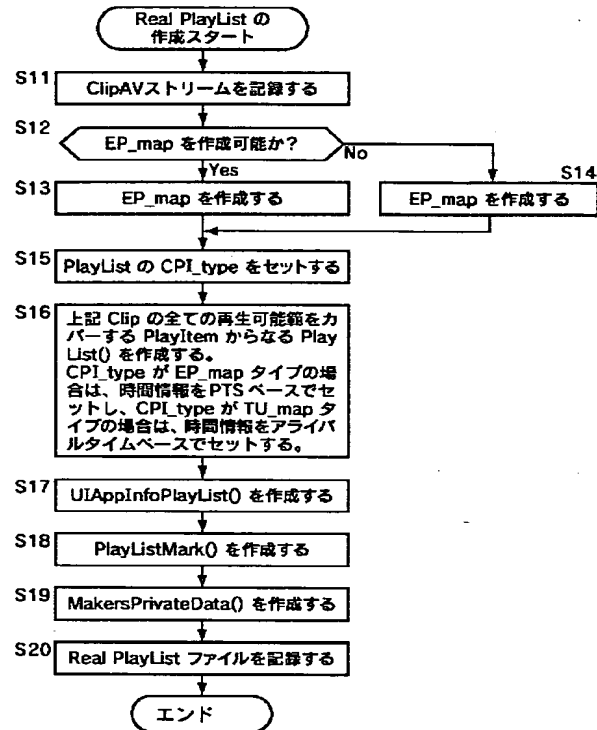 Real PlayList の
作成スタート
S11
ClipAVストリームを記録する
S12
EP_map を作成可能か？
Yes
No
S13
EP_map を作成する
S14
EP_map を作成する
S15
PlayList の CPI_type をセットする
S16
上記 Clip の全ての再生可能範をカ
バーする PlayItem からなる Play
List() を作成する。
CPI_type が EP_map タイプの場
合は、時間情報をPTS ベースでセ
ットし、CPI_type が TU_map タ
イプの場合は、時間情報をアライバ
ルタイムベースでセットする。
S17
UIAppInfoPlayList() を作成する
S18
PlayListMark() を作成する
S19
MakersPrivateData() を作成する
S20
Real PlayList ファイルを記録する
エンド